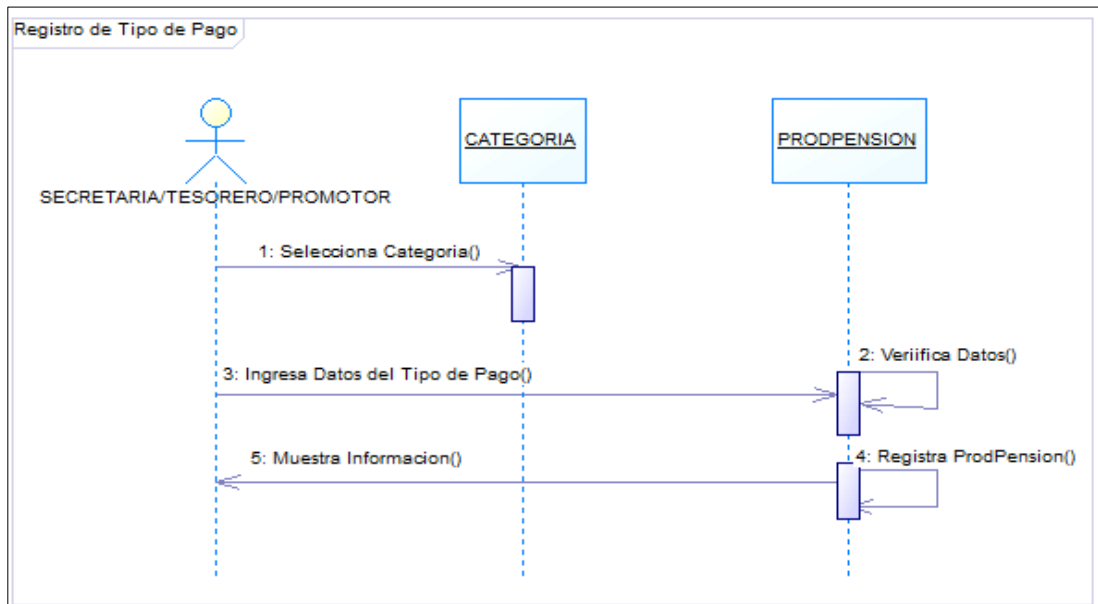 Registro de Tipo de Pago
CATEGORIA
PRODPENSION
SECRETARIA/TESORERO/PROMOTOR
1: Selecciona Categoria()
2: Veriifica Datos()
3: Ingresa Datos del Tipo de Pago()
5: Muestra Informacion()
4: Registra ProdPension()